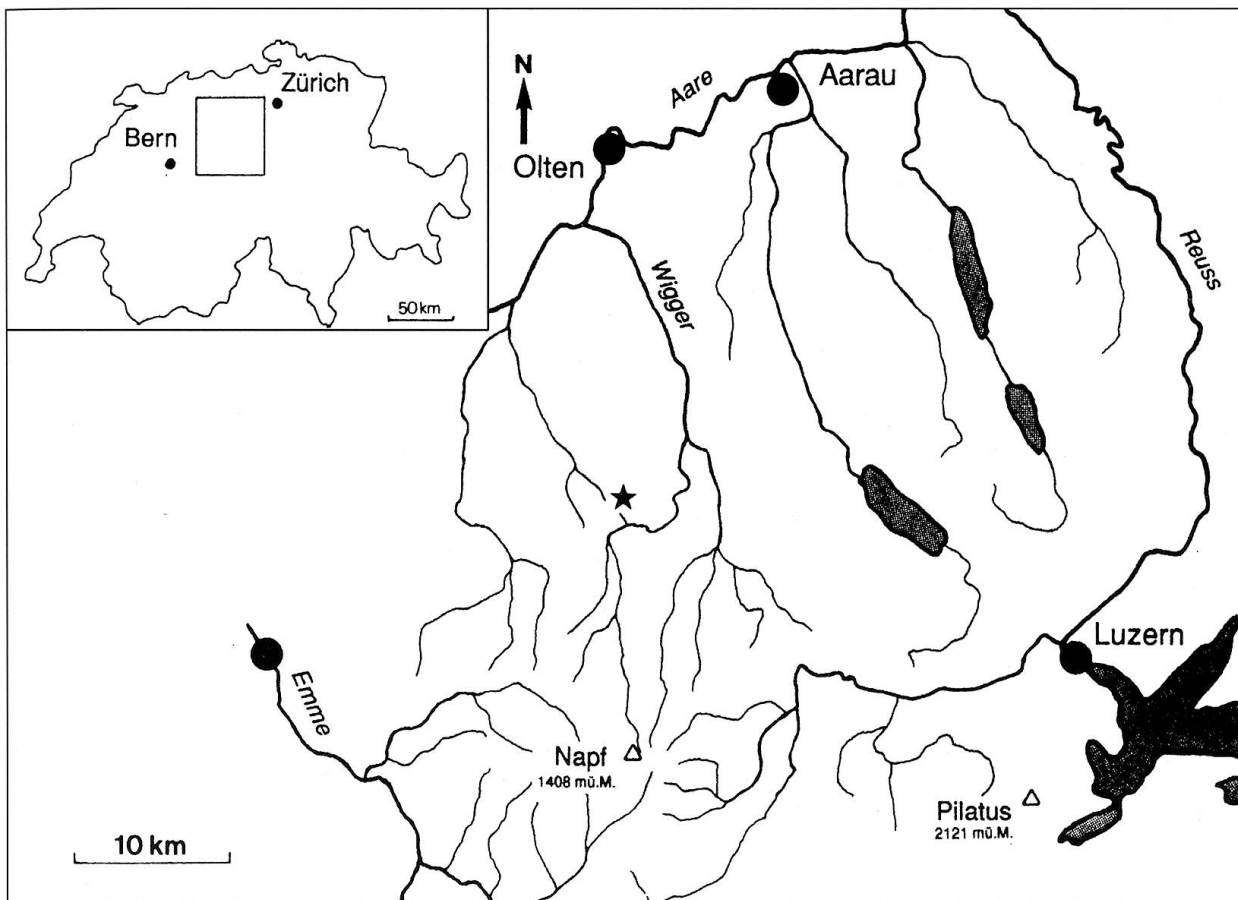 Zürich
Bern
50 km
N
Aare
Aarau
Olten
Wigger
Reuss
Luzern
Emme
Napf
1408 mü.M.
Pilatus
2121 mü.M.
10 km